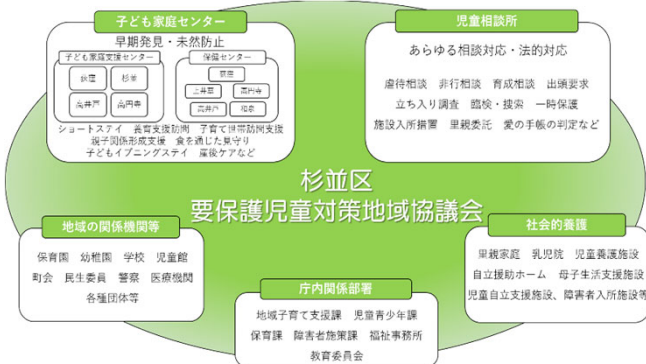 子ども家庭センター
早期発見・未然防止
子ども家庭支援センター
荻窪 杉並
高井戸 高円寺
保健センター
荻窪
上井草 高円寺
高井戸 和泉
ショートステイ 養育支援訪問 子育て世帯訪問支援
親子関係形成支援 食を通じた見守り
子どもイブニングステイ 産後ケアなど
児童相談所
あらゆる相談対応・法的対応
虐待相談 非行相談 育成相談 出頭要求
立ち入り調査 臨検・捜索 一時保護
施設入所措置 里親委託 愛の手帳の判定など
杉並区
要保護児童対策地域協議会
地域の関係機関等
保育園 幼稚園 学校 児童館
町会 民生委員 警察 医療機関
各種団体等
庁内関係部署
地域子育て支援課 児童青少年課
保育課 障害者施策課 福祉事務所
教育委員会
社会的養護
里親家庭 乳児院 児童養護施設
自立援助ホーム 母子生活支援施設
児童自立支援施設、障害者入所施設等